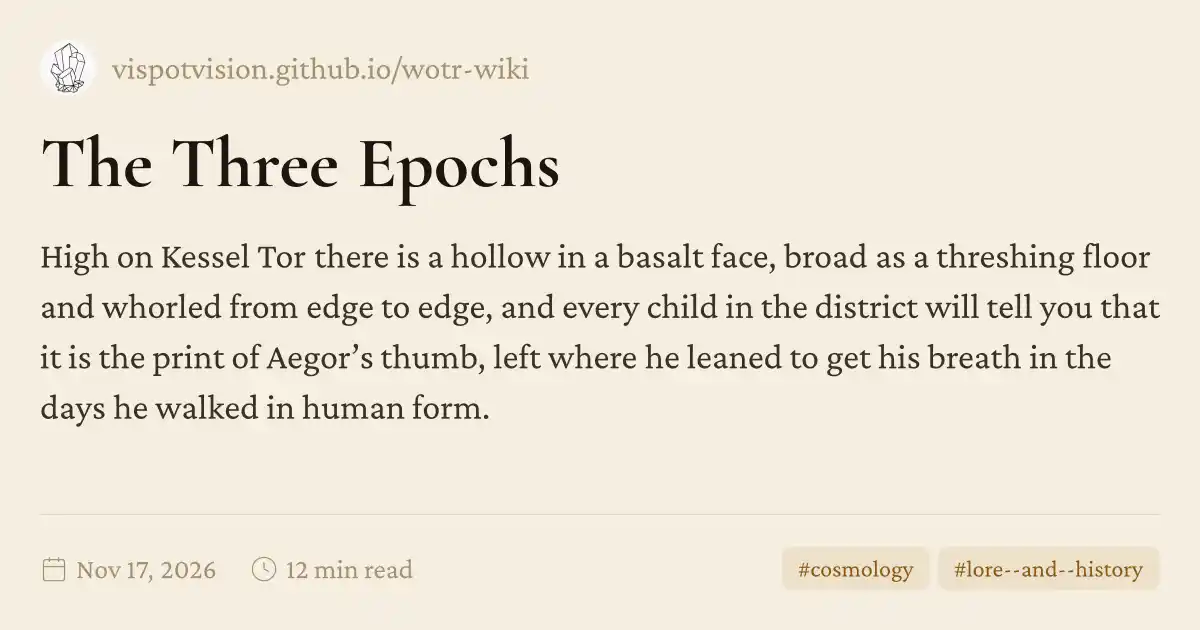 vispotvision.github.io/wotr-wiki
The Three Epochs
High on Kessel Tor there is a hollow in a basalt face, broad as a threshing floor
and whorled from edge to edge, and every child in the district will tell you that
it is the print of Aegor’s thumb, left where he leaned to get his breath in the
days he walked in human form.
Nov 17, 2026
12 min read
#cosmology
#lore--and--history